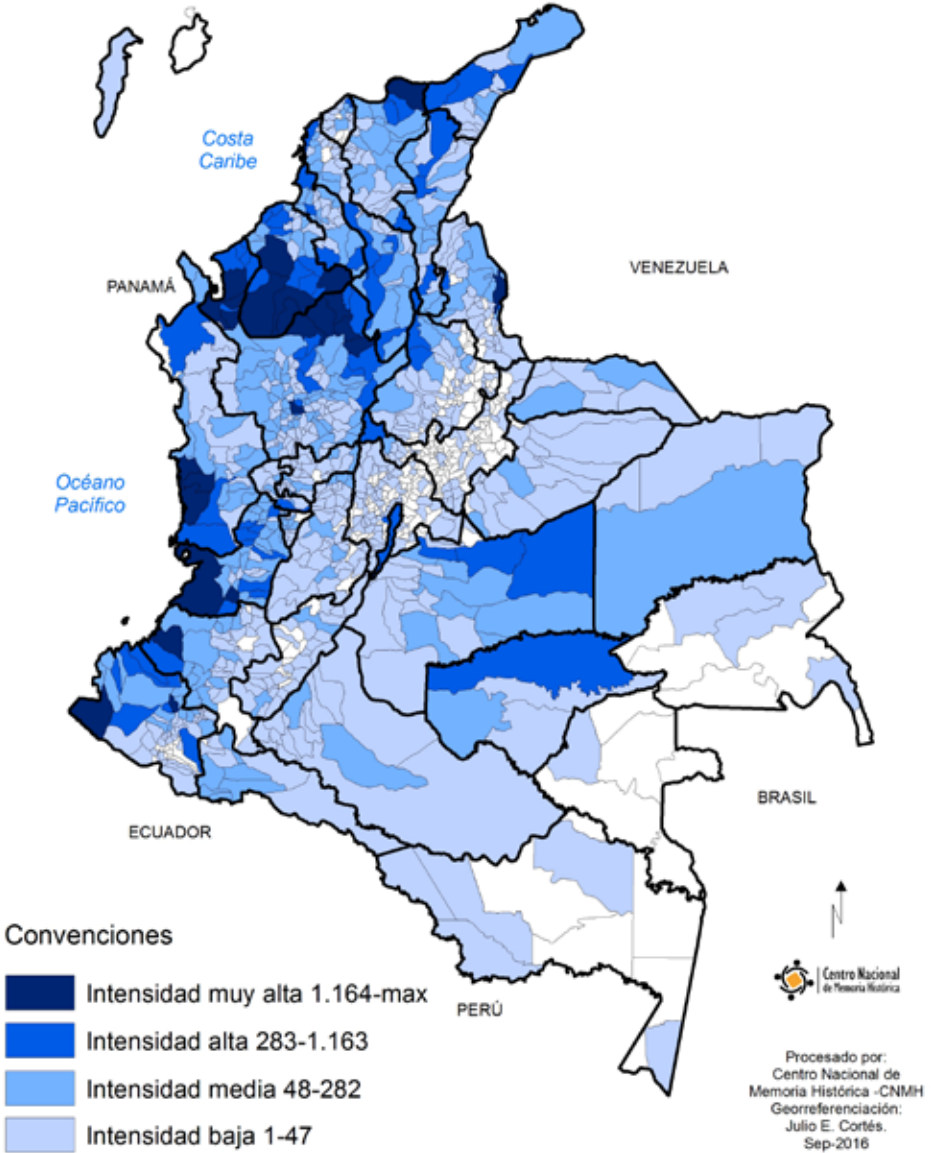 Costa
Caribe
PANAMÁ
VENEZUELA
Océano
Pacífico
ECUADOR
BRASIL
PERÚ
N
Convenciones
Intensidad muy alta 1.164-max
Intensidad alta 283-1.163
Intensidad media 48-282
Intensidad baja 1-47
Centro Nacional
de Memoria Histórica
Procesado por:
Centro Nacional de
Memoria Histórica -CNMH
Georreferenciación:
Julio E. Cortés.
Sep-2016